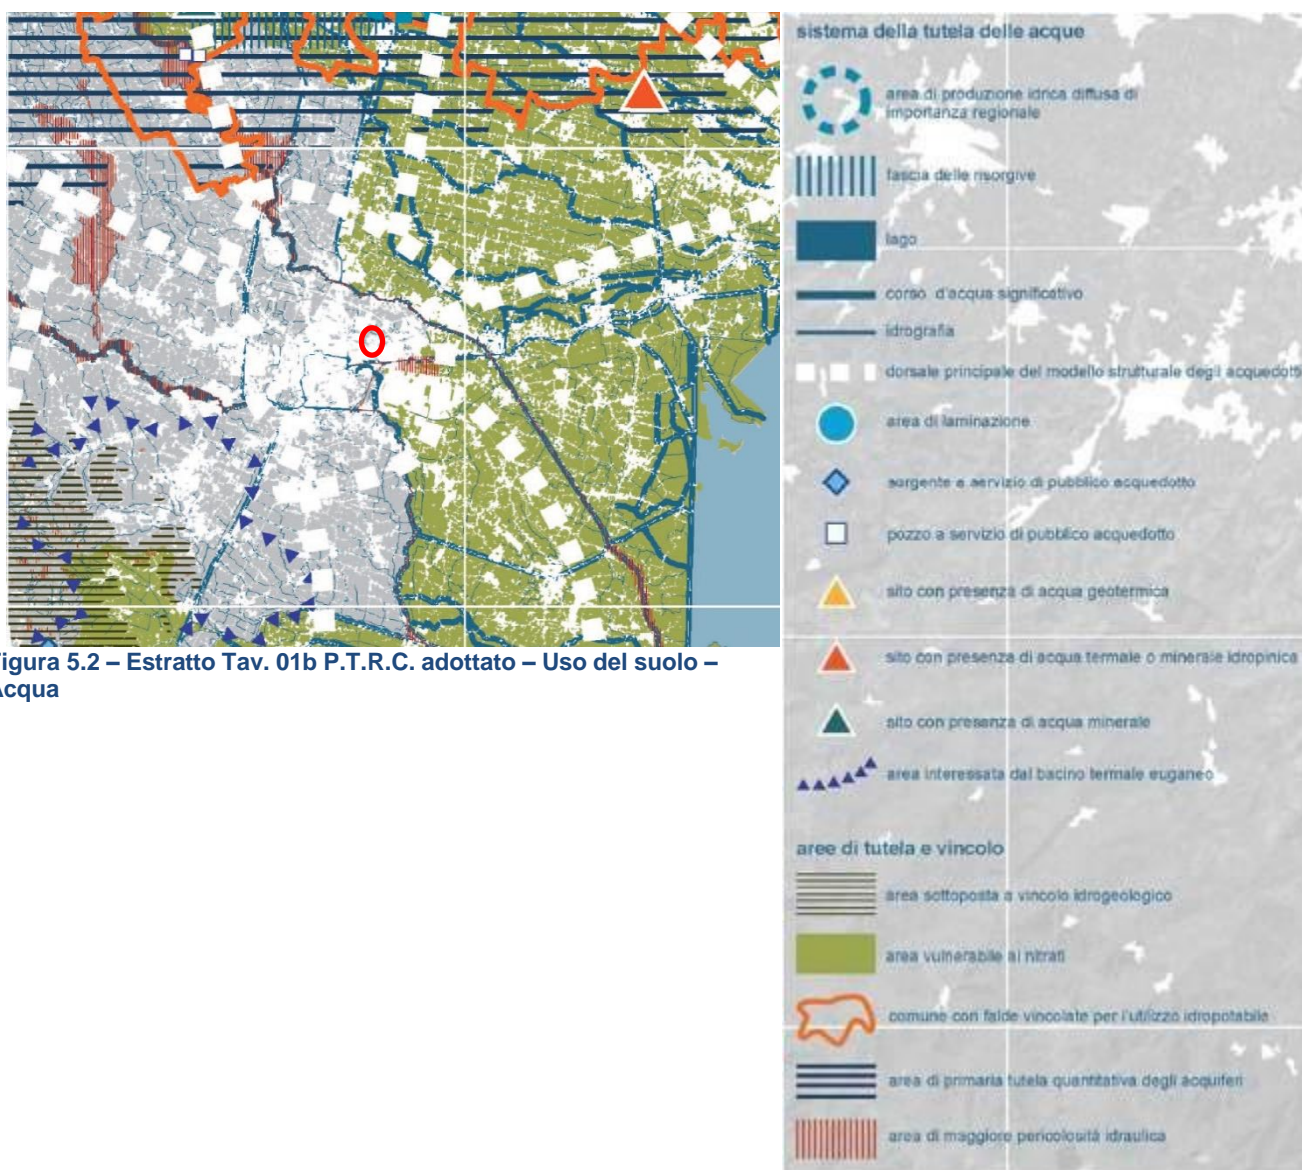 sistema della tutela delle acque
area di produzione idrica diffusa di
importanza regionale
fascia delle risorgive
lago
corso d'acqua significativo
idrografia
dorsale principale del modello strutturale degli acquedotti
area di laminazione
sorgente a servizio di pubblico acquedotto
pozzo a servizio di pubblico acquedotto
sito con presenza di acqua geotermica
sito con presenza di acqua termale o minerale idropinica
sito con presenza di acqua minerale
area interessata dal bacino termale euganeo
aree di tutela e vincolo
area sottoposta a vincolo idrogeologico
area vulnerabile ai nitrati
comune con falde vincolate per l'utilizzo idropotabile
area di primaria tutela quantitativa degli acquiferi
area di maggiore pericolosità idraulica
igura 5.2 – Estratto Tav. 01b P.T.R.C. adottato – Uso del suolo –
Acqua